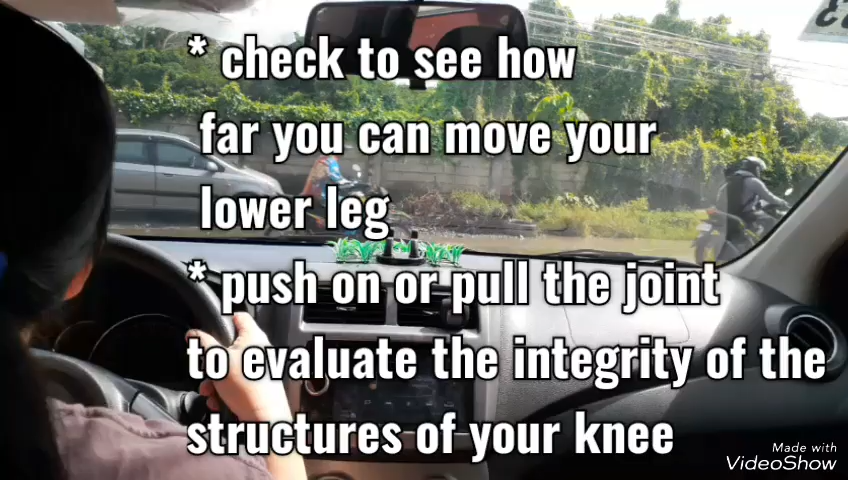 * check to see how
far you can move your
lower leg
* push on or pull the joint
to evaluate the integrity of the
structures of your knee
Made with
VideoShow